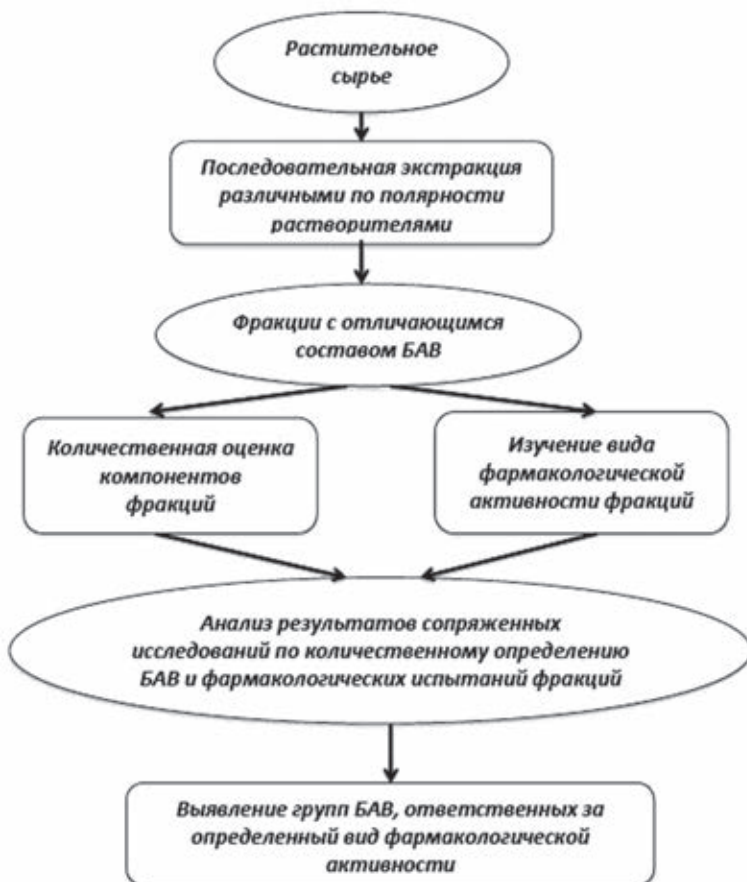 Растительное
сырье
Последовательная экстракция
различными по полярности
растворителями
Фракции с отличающимся
составом БАВ
Количественная оценка
компонентов
фракций
Изучение вида
фармакологической
активности фракций
Анализ результатов сопряженных
исследований по количественному определению
БАВ и фармакологических испытаний фракций
Выявление групп БАВ, ответственных за
определенный вид фармакологической
активности